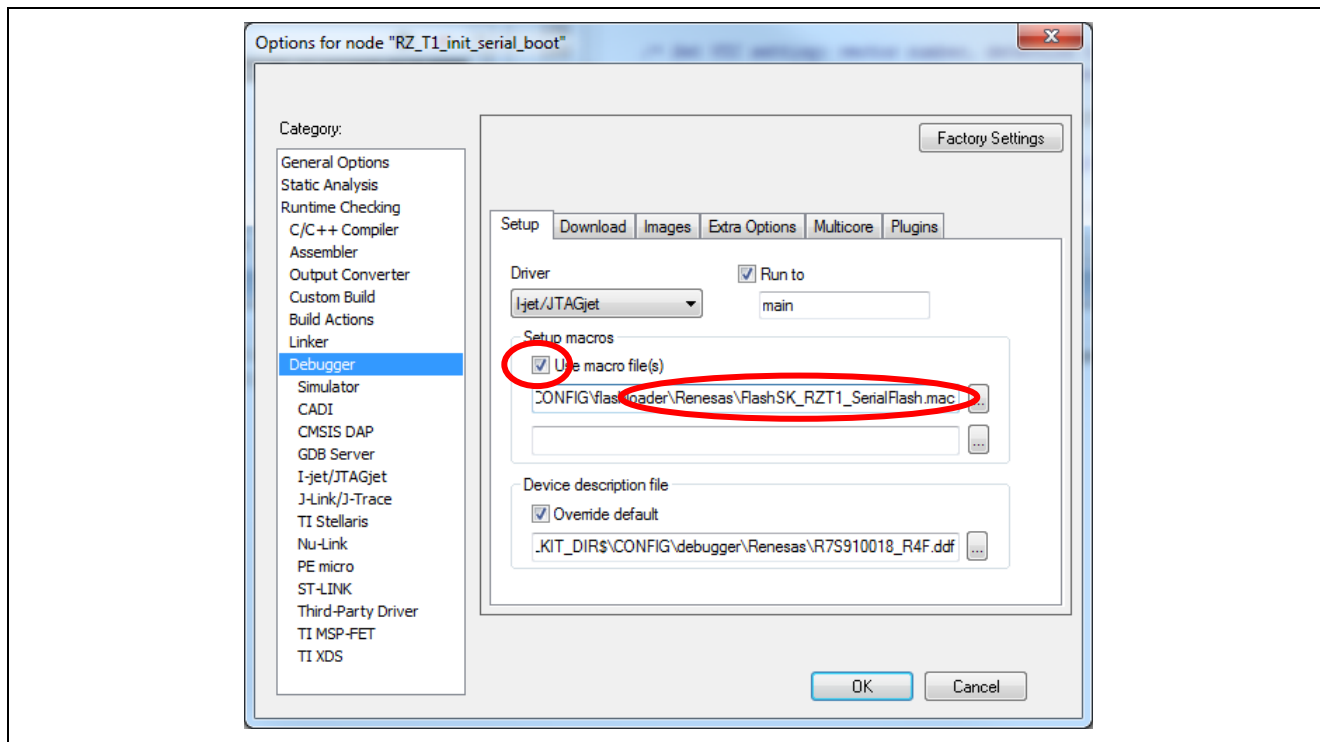 Options for node "RZ_T1_init_serial_boot"
Category:
Factory Settings
General Options
Static Analysis
Runtime Checking
C/C++ Compiler
Assembler
Output Converter
Custom Build
Build Actions
Linker
Debugger
Simulator
CADI
CMSIS DAP
GDB Server
I-jet/JTAGjet
J-Link/J-Trace
TI Stellaris
Nu-Link
PE micro
ST-LINK
Third-Party Driver
TI MSP-FET
TI XDS
Setup Download Images Extra Options Multicore Plugins
Driver
Run to
I-jet/JTAGjet
main
Setup macros
Use macro file(s)
CONFIG\flashloader\Renesas\FlashSK_RZT1_SerialFlash.mac ...
...
Device description file
Override default
_KIT_DIR$\CONFIG\debugger\Renesas\R7S910018_R4F.ddf ...
OK Cancel